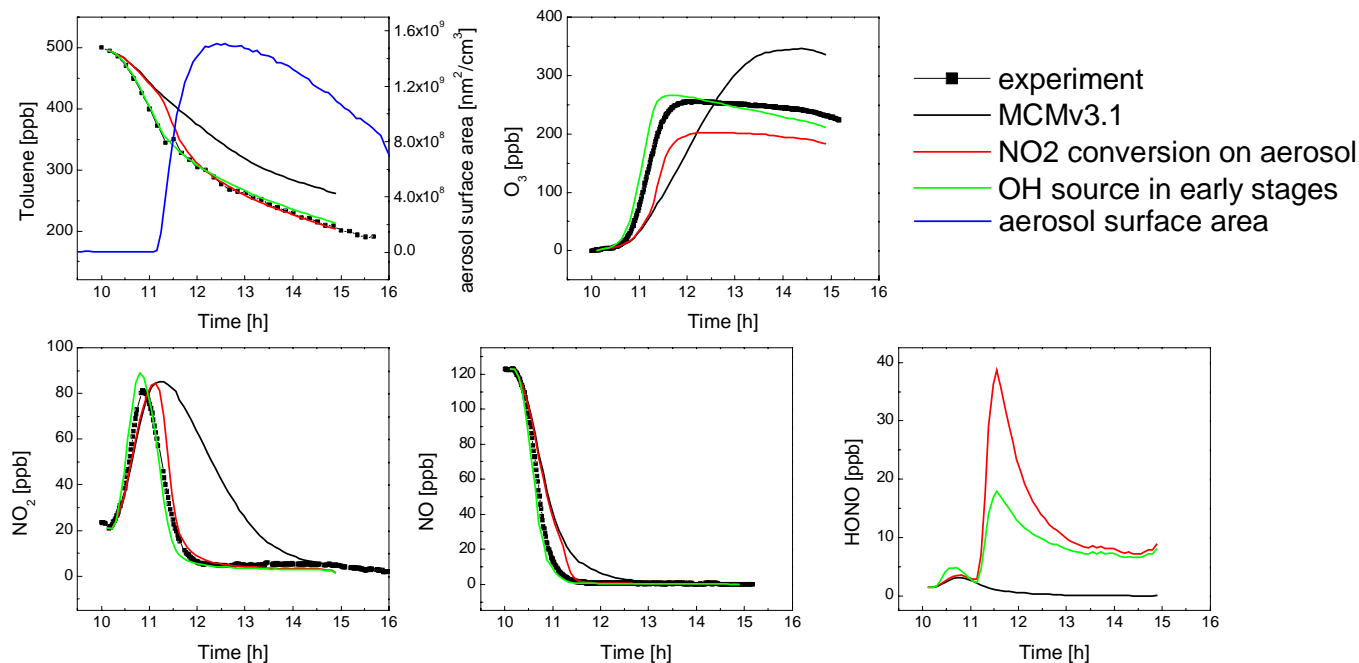 Toluene [ppb]
500
400
300
200
10 11 12 13 14 15 16
Time [h]
1.6x10⁹
1.2x10⁹
8.0x10⁸
4.0x10⁸
0.0
aerosol surface area [nm²/cm³]
O₃ [ppb]
400
350
300
250
200
150
100
50
0
-50
10 11 12 13 14 15 16
Time [h]
experiment
MCMv3.1
NO2 conversion on aerosol
OH source in early stages
aerosol surface area
NO₂ [ppb]
100
80
60
40
20
0
10 11 12 13 14 15 16
Time [h]
NO [ppb]
120
100
80
60
40
20
0
10 11 12 13 14 15 16
Time [h]
HONO [ppb]
40
30
20
10
0
10 11 12 13 14 15 16
Time [h]